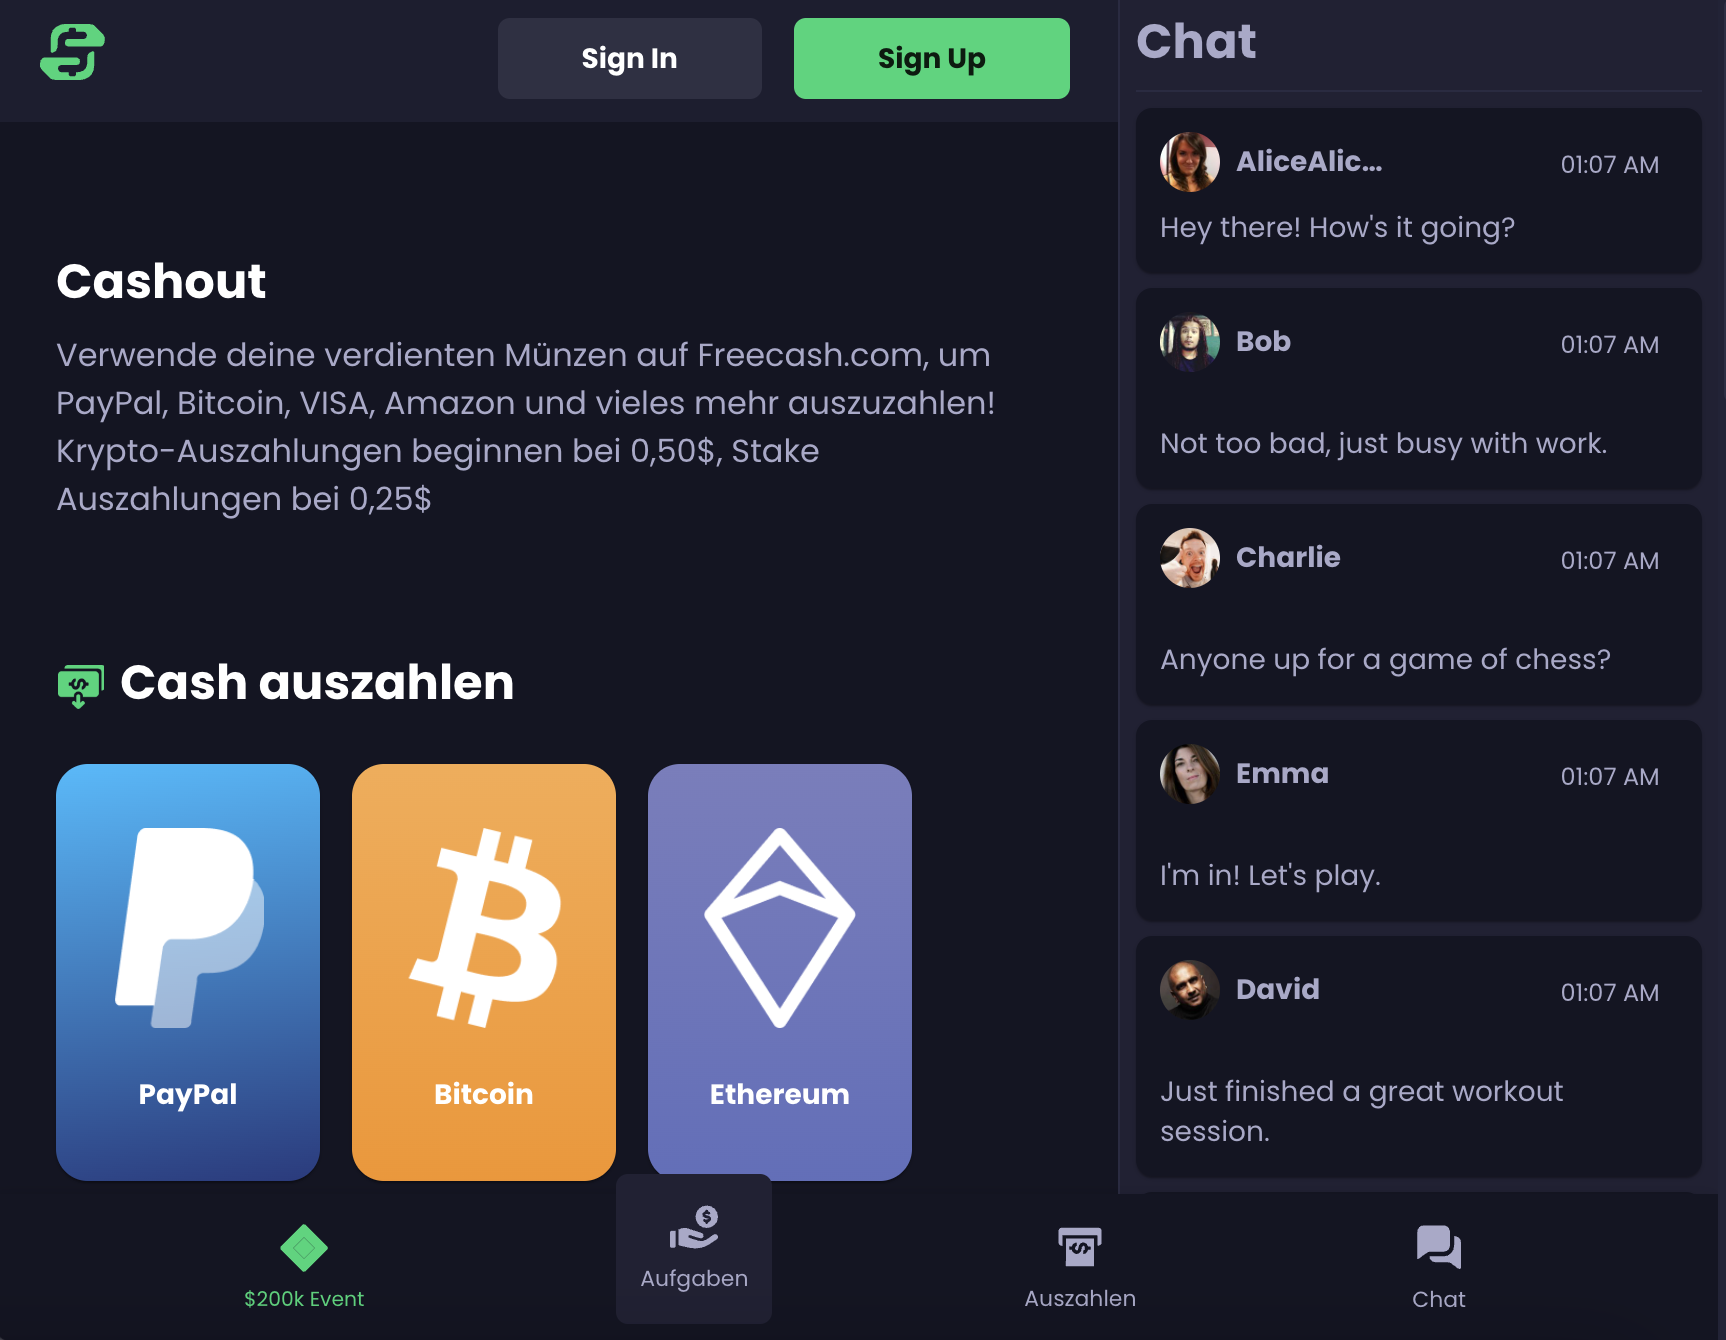 Sign In
Sign Up
Cashout
Verwende deine verdienten Münzen auf Freecash.com, um
PayPal, Bitcoin, VISA, Amazon und vieles mehr auszuzahlen!
Krypto-Auszahlungen beginnen bei 0,50$, Stake
Auszahlungen bei 0,25$
Cash auszahlen
PayPal
Bitcoin
Ethereum
Chat
AliceAlic...
01:07 AM
Hey there! How's it going?
Bob
01:07 AM
Not too bad, just busy with work.
Charlie
01:07 AM
Anyone up for a game of chess?
Emma
01:07 AM
I'm in! Let's play.
David
01:07 AM
Just finished a great workout
session.
$200k Event
Aufgaben
Auszahlen
Chat